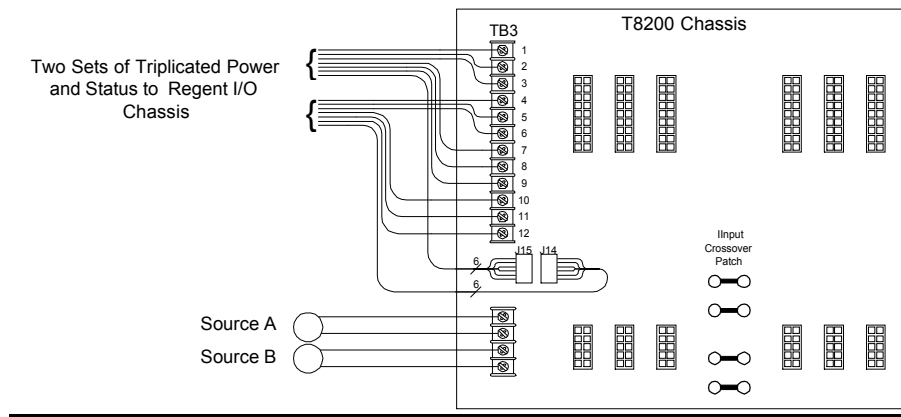 T8200 Chassis
TB3
Two Sets of Triplicated Power
and Status to Regent I/O
Chassis
1
2
3
4
5
6
7
8
9
10
11
12
IInput
Crossover
Patch
J15
J14
6
6
Source A
Source B